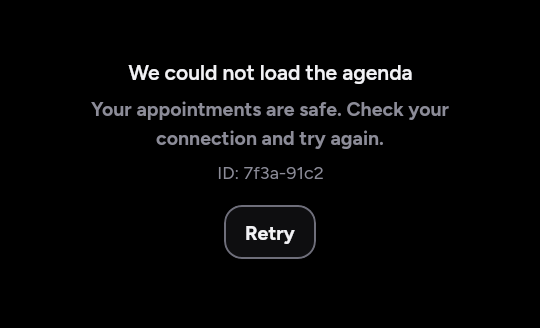 We could not load the agenda
Your appointments are safe. Check your
connection and try again.
ID: 7f3a-91c2
Retry